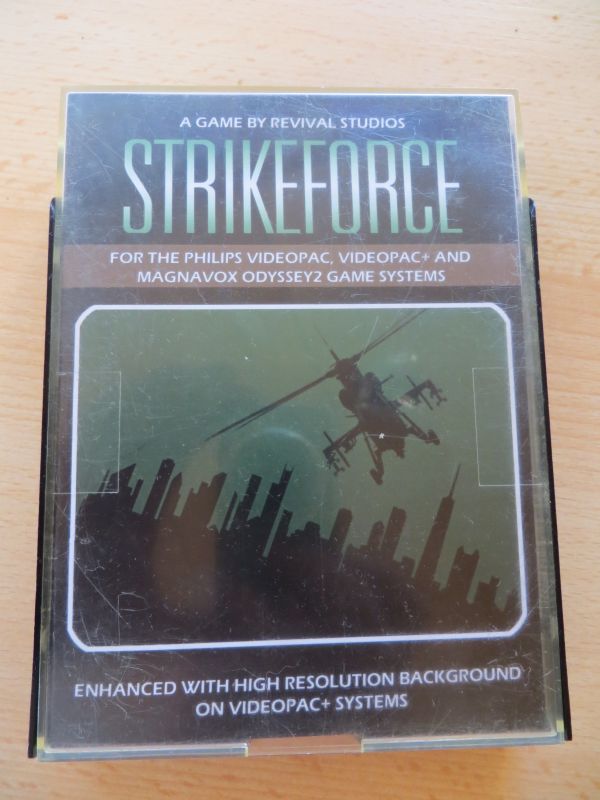 A GAME BY REVIVAL STUDIOS
STRIKEFORCE
FOR THE PHILIPS VIDEOPAC, VIDEOPAC+ AND
MAGNAVOX ODYSSEY2 GAME SYSTEMS
ENHANCED WITH HIGH RESOLUTION BACKGROUND
ON VIDEOPAC+ SYSTEMS